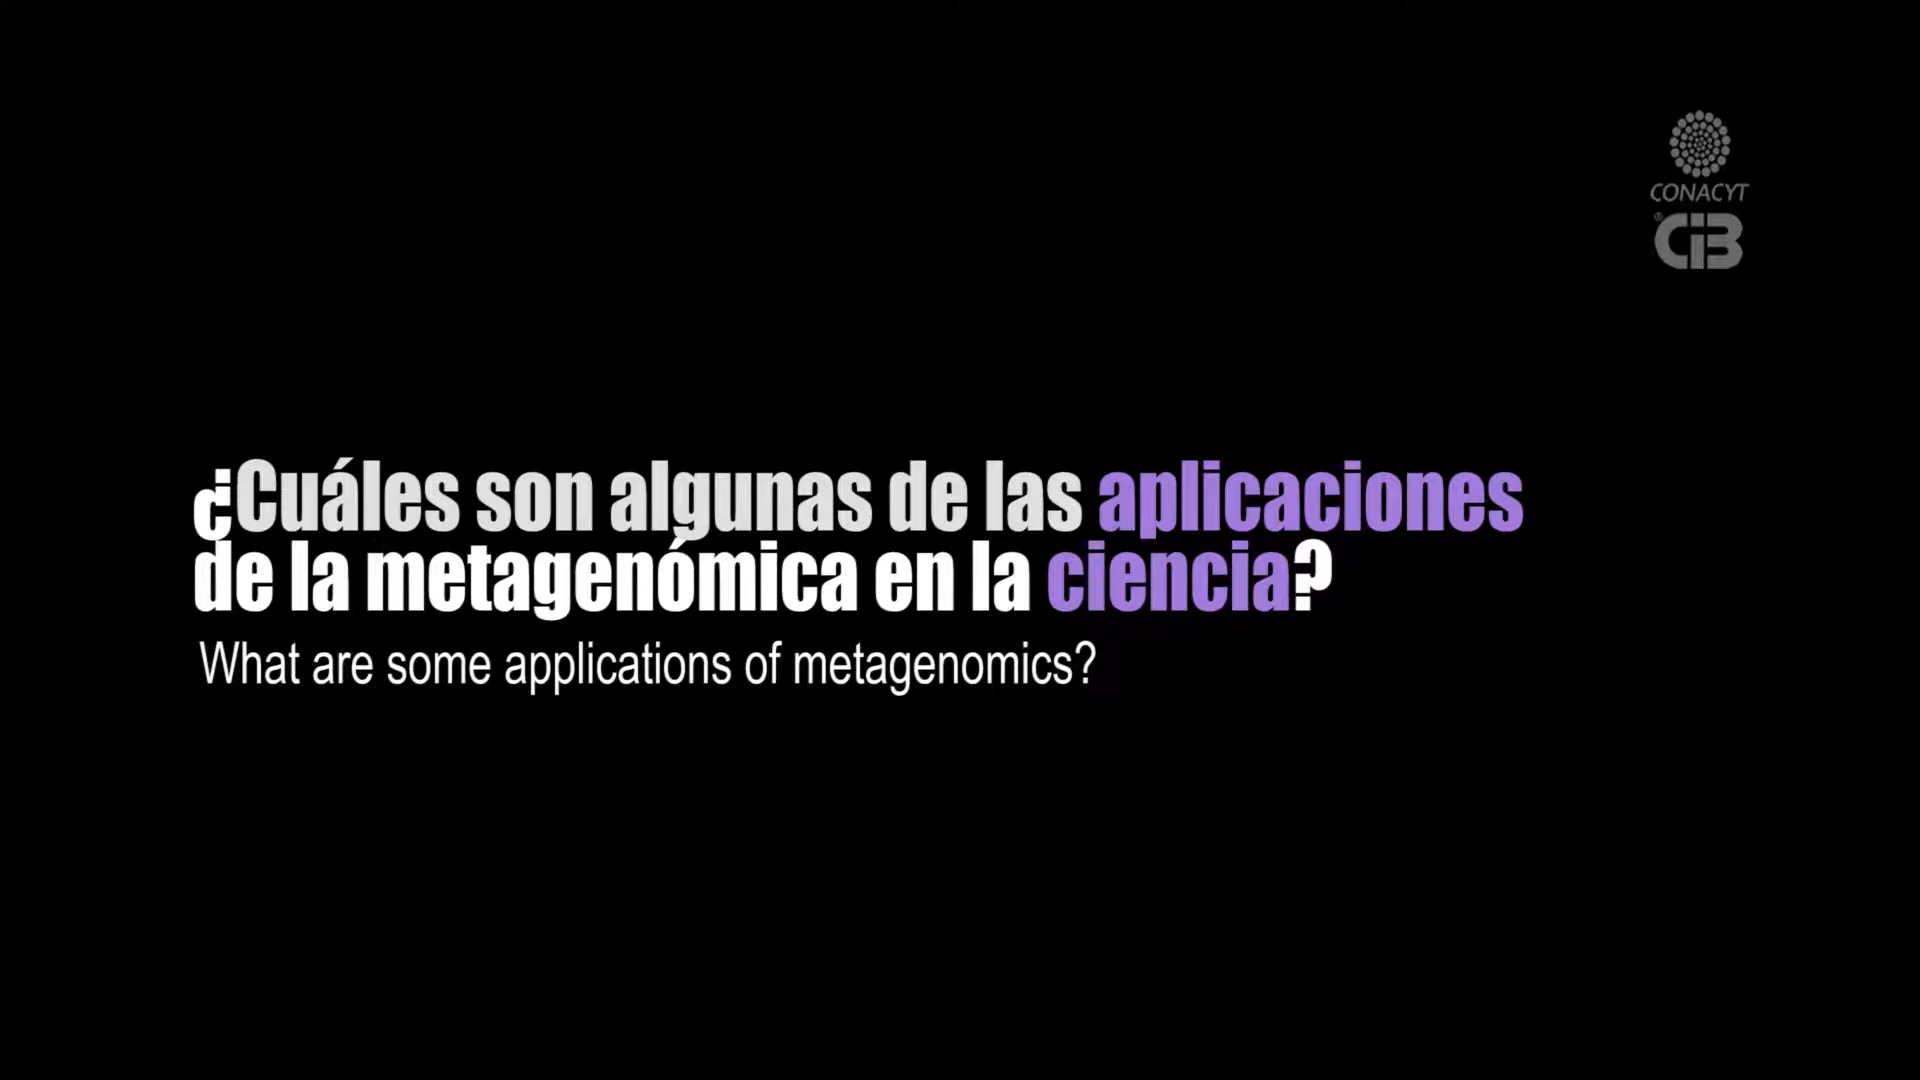 CONACYT
® CiB
¿Cuáles son algunas de las aplicaciones
de la metagenómica en la ciencia?
What are some applications of metagenomics?